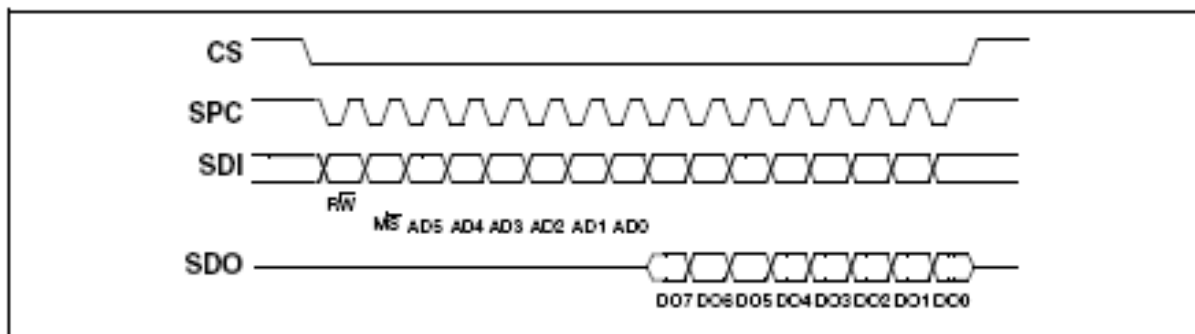 CS
SPC
SDI
RW̅
MS̅ AD5 AD4 AD3 AD2 AD1 AD0
SDO
DO7 DO6 DO5 DO4 DO3 DO2 DO1 DO0